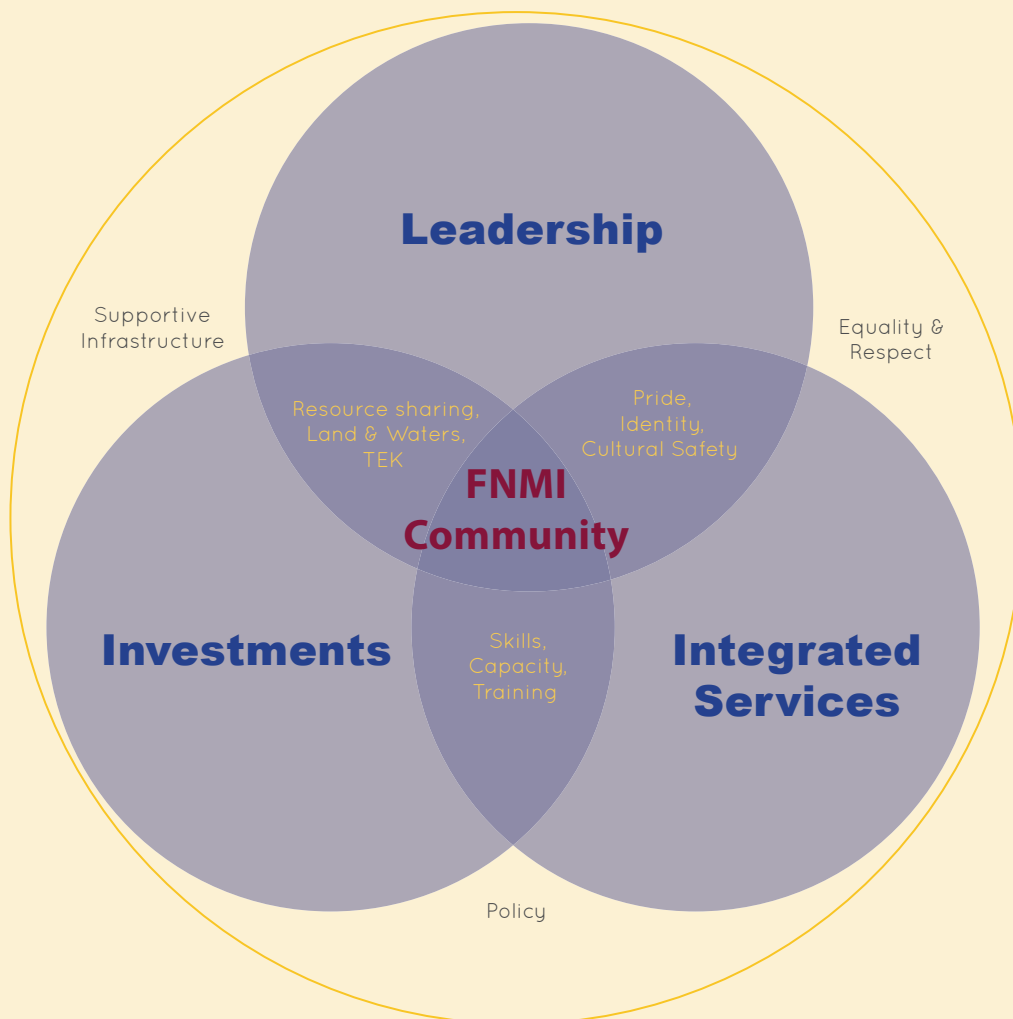 Leadership
Supportive
Infrastructure
Equality &
Respect
Resource sharing,
Land & Waters,
TEK
Pride,
Identity,
Cultural Safety
FNMI
Community
Investments
Skills,
Capacity,
Training
Integrated
Services
Policy